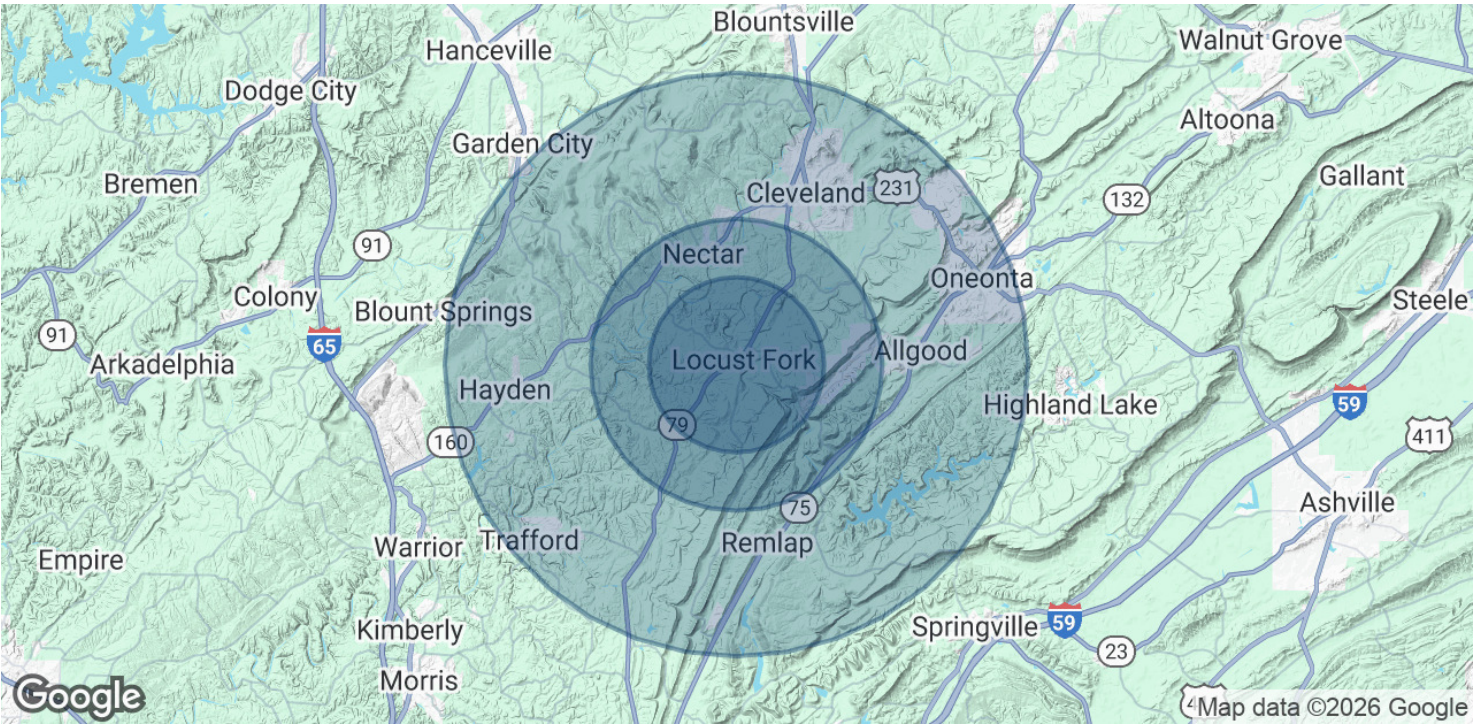 Blountsville
Hanceville
Walnut Grove
Dodge City
Altoona
Garden City
Gallant
Bremen
Cleveland
231
132
91
Nectar
Oneonta
Colony
Steele
Blount Springs
91
65
Arkadelphia
Locust Fork
Allgood
Hayden
Highland Lake
59
79
411
160
Ashville
75
Trafford
Remlap
Warrior
Empire
Kimberly
Springville
59
23
Morris
Google
Map data ©2026 Google